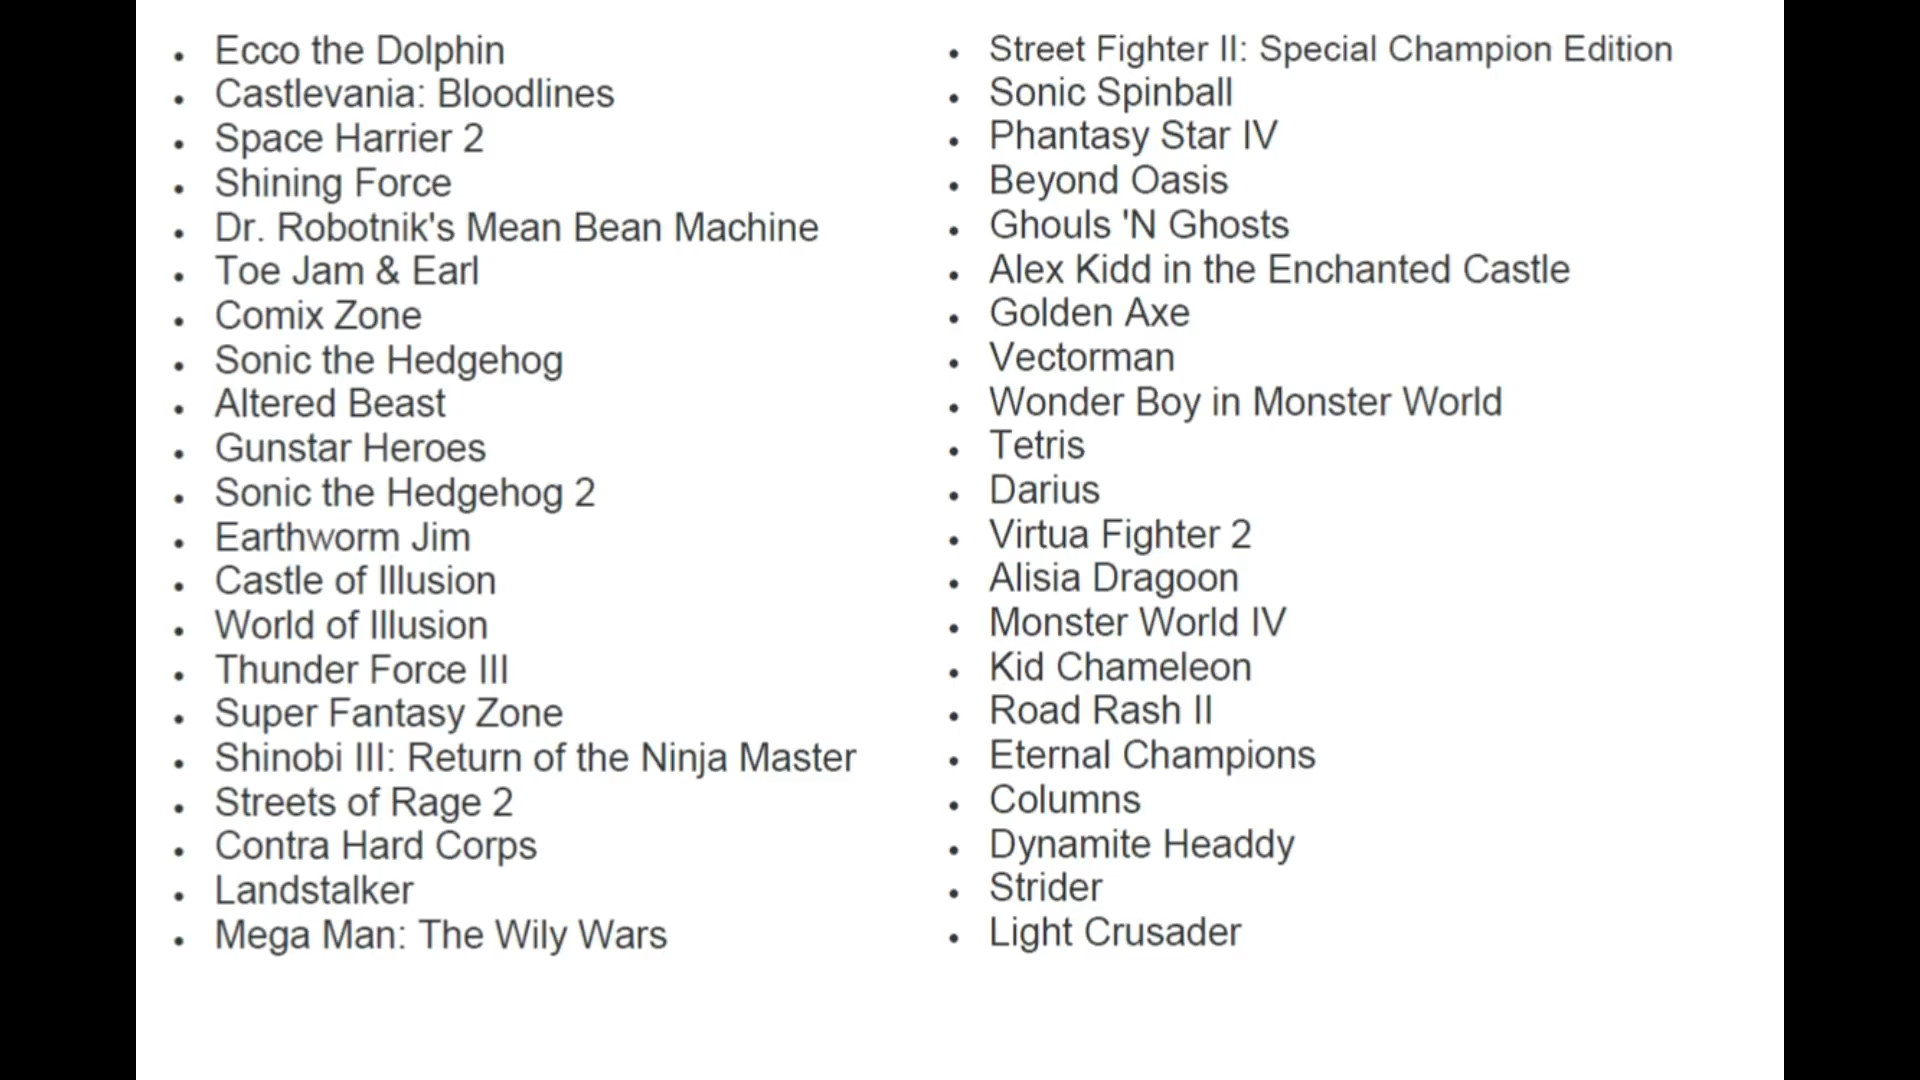 Ecco the Dolphin
Castlevania: Bloodlines
Space Harrier 2
Shining Force
Dr. Robotnik's Mean Bean Machine
Toe Jam & Earl
Comix Zone
Sonic the Hedgehog
Altered Beast
Gunstar Heroes
Sonic the Hedgehog 2
Earthworm Jim
Castle of Illusion
World of Illusion
Thunder Force III
Super Fantasy Zone
Shinobi III: Return of the Ninja Master
Streets of Rage 2
Contra Hard Corps
Landstalker
Mega Man: The Wily Wars
Street Fighter II: Special Champion Edition
Sonic Spinball
Phantasy Star IV
Beyond Oasis
Ghouls 'N Ghosts
Alex Kidd in the Enchanted Castle
Golden Axe
Vectorman
Wonder Boy in Monster World
Tetris
Darius
Virtua Fighter 2
Alisia Dragoon
Monster World IV
Kid Chameleon
Road Rash II
Eternal Champions
Columns
Dynamite Headdy
Strider
Light Crusader